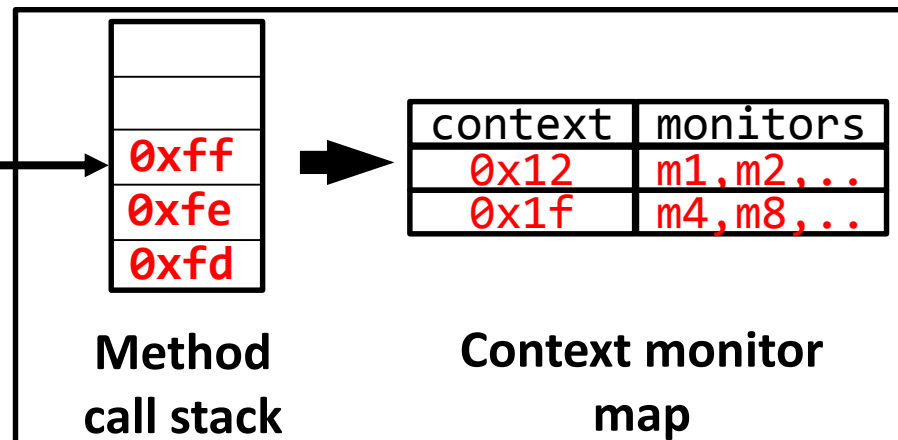 0xff
0xfe
0xfd
Method
call stack
context monitors
0x12 m1,m2,..
0x1f m4,m8,..
Context monitor
map